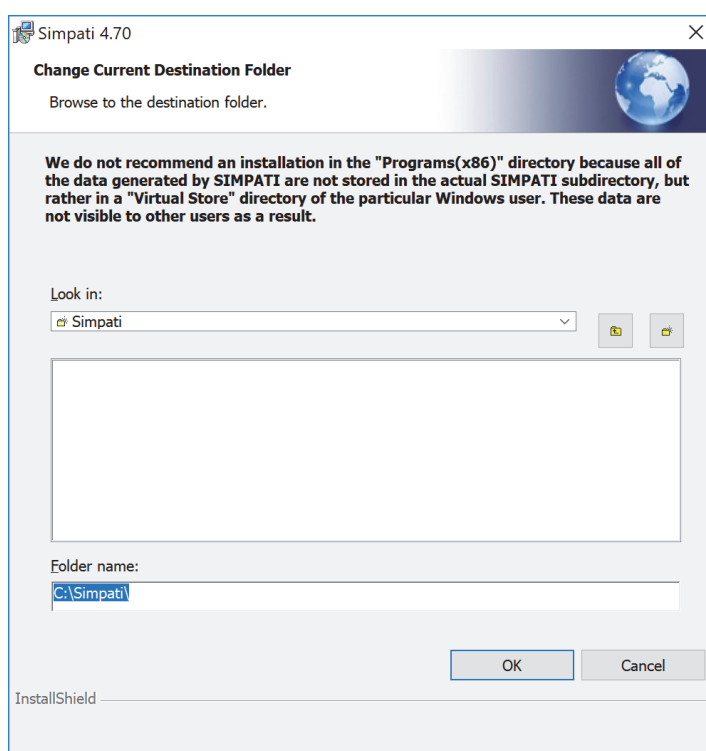 Simpati 4.70
Change Current Destination Folder
Browse to the destination folder.
We do not recommend an installation in the "Programs(x86)" directory because all of
the data generated by SIMPATI are not stored in the actual SIMPATI subdirectory, but
rather in a "Virtual Store" directory of the particular Windows user. These data are
not visible to other users as a result.
Look in:
Simpati
Folder name:
C:\Simpati\
OK Cancel
InstallShield